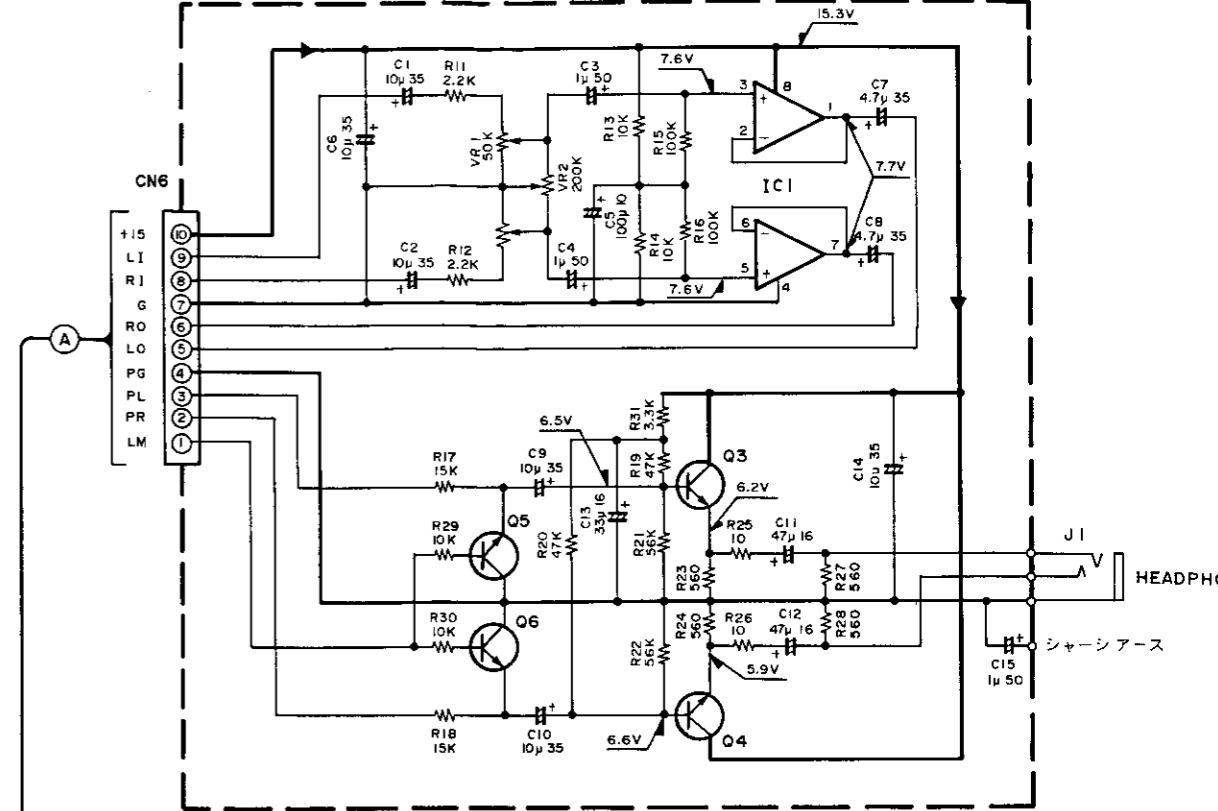 15.3V
7.6V
C1
10μ 35
R11
2.2K
C3
1μ 50
C6
10μ 35
VR1
50K
VR2
200K
R13
10K
R15
100K
3
2
8
1
+
−
C7
4.7μ 35
7.7V
IC1
CN6
C5
100μ 10
R14
10K
R16
100K
6
5
7
4
−
+
C8
4.7μ 35
C2
10μ 35
R12
2.2K
C4
1μ 50
7.6V
+15 10
LI 9
RI 8
G 7
RO 6
LO 5
PG 4
PL 3
PR 2
LM 1
A
R31
3.3K
6.5V
C9
10μ 35
R19
47K
Q3
R17
15K
C14
10μ 35
6.2V
Q5
R29
10K
R20
47K
C13
33μ 16
R21
56K
R25
10
C11
47μ 16
J1
R23
560
R27
560
HEADPHO
R30
10K
Q6
R22
56K
R24
560
R26
10
C12
47μ 16
R28
560
C15
1μ 50
シャーシアース
5.9V
R18
15K
C10
10μ 35
6.6V
Q4